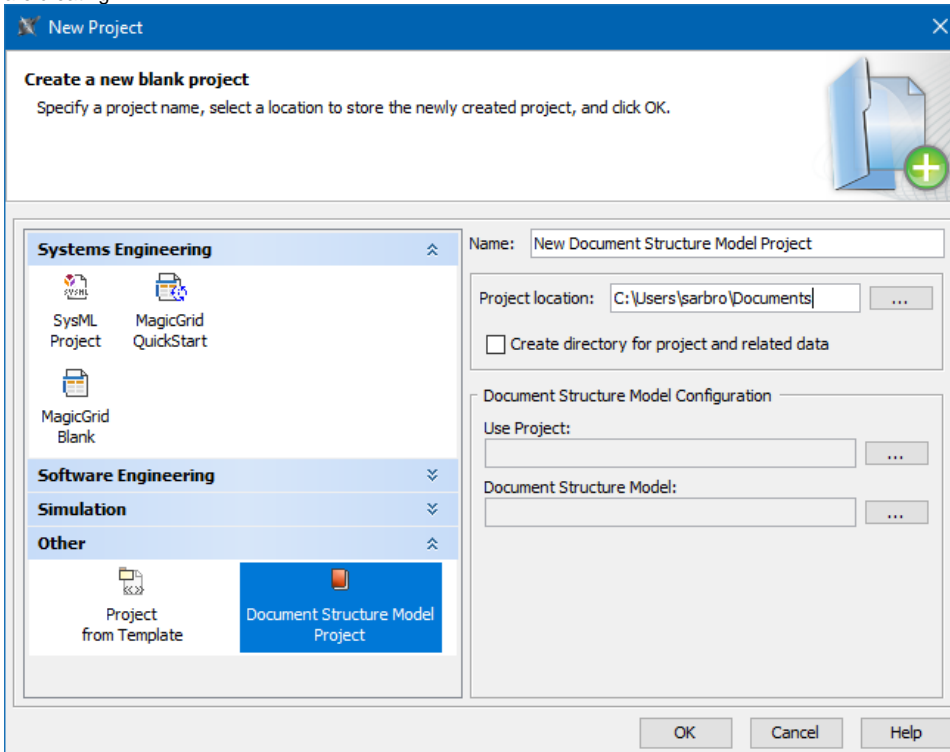 New Project
Create a new blank project
Specify a project name, select a location to store the newly created project, and click OK.
Systems Engineering
SysML
Project
MagicGrid
QuickStart
MagicGrid
Blank
Software Engineering
Simulation
Other
Project
from Template
Document Structure Model
Project
Name: New Document Structure Model Project
Project location: C:\Users\sarbro\Documents ...
Create directory for project and related data
Document Structure Model Configuration
Use Project:
...
Document Structure Model:
...
OK Cancel Help